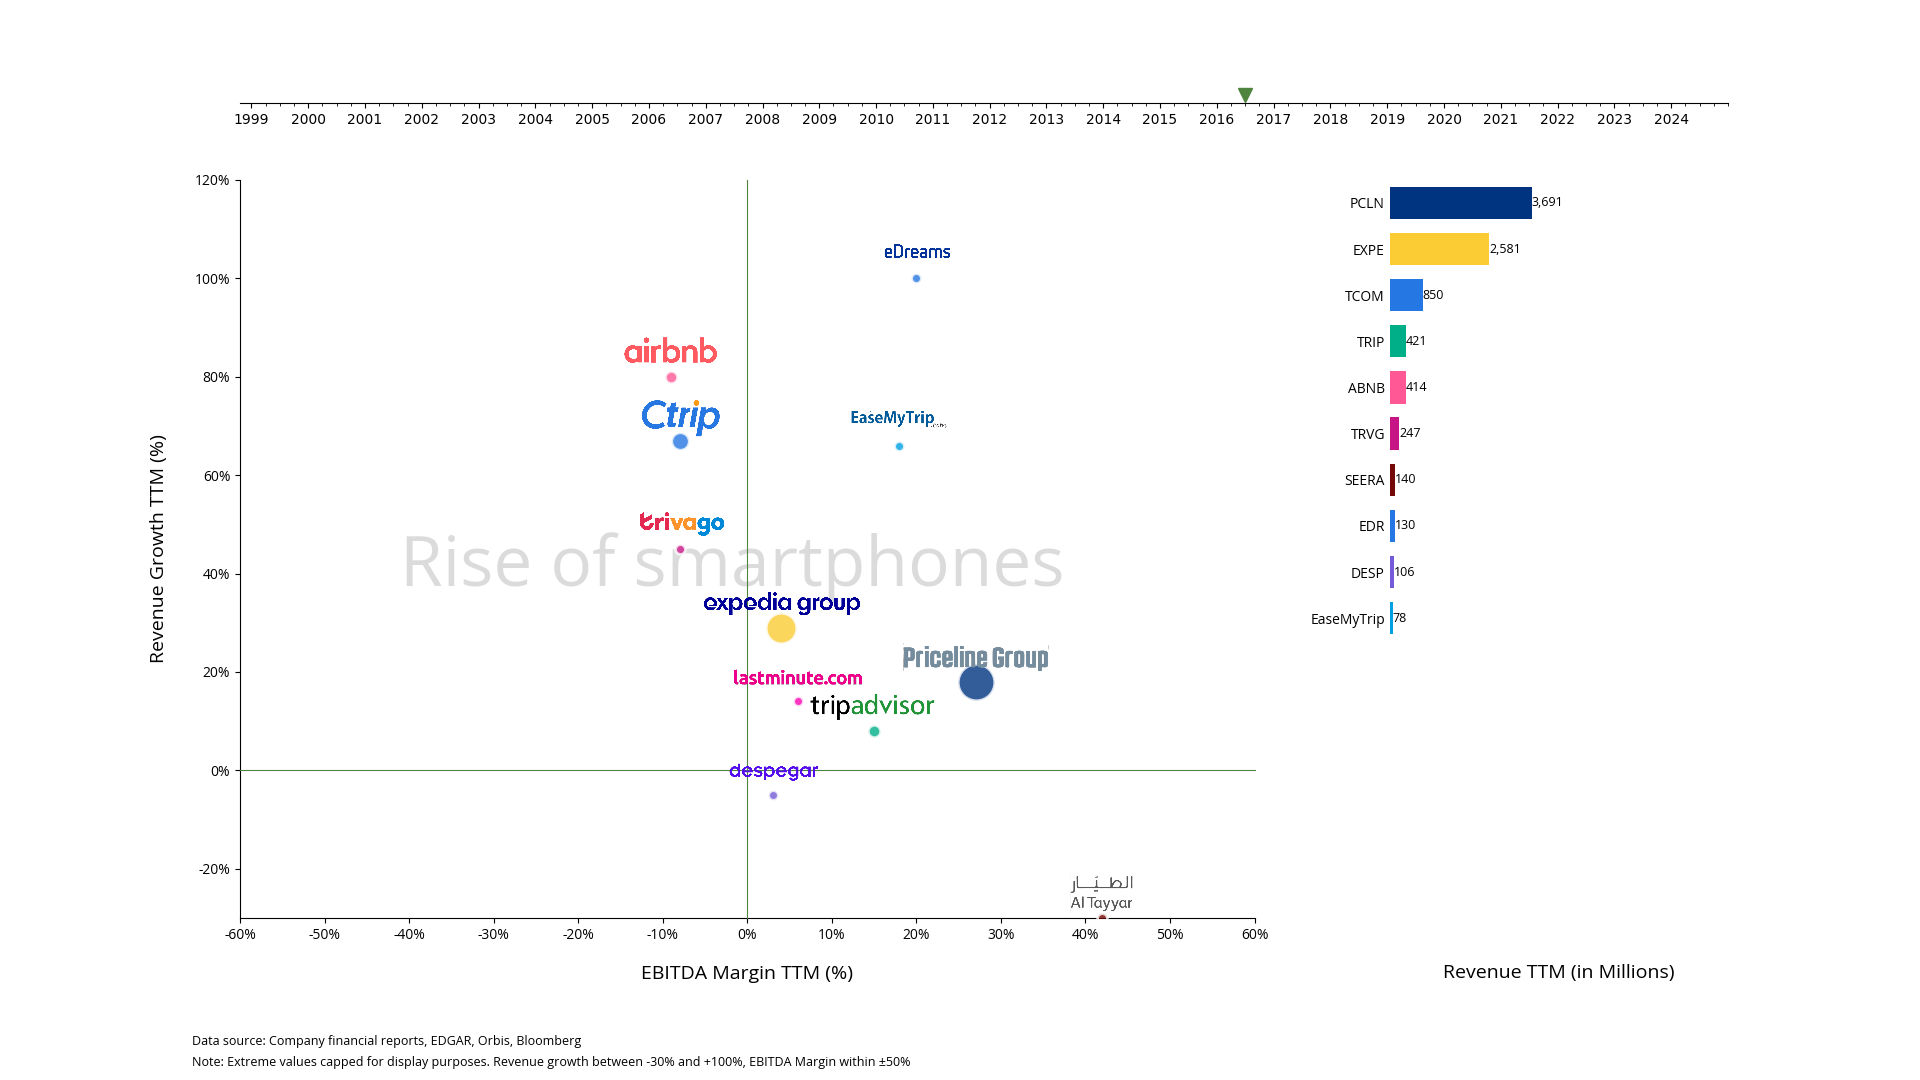 1999 2000 2001 2002 2003 2004 2005 2006 2007 2008 2009 2010 2011 2012 2013 2014 2015 2016 2017 2018 2019 2020 2021 2022 2023 2024
Revenue Growth TTM (%)
120%
100%
80%
60%
40%
20%
0%
-20%
eDreams
airbnb
Ctrip
EaseMyTrip
trivago
Rise of smartphones
expedia group
Priceline Group
lastminute.com
tripadvisor
despegar
الطيار
Al Tayyar
-60% -50% -40% -30% -20% -10% 0% 10% 20% 30% 40% 50% 60%
EBITDA Margin TTM (%)
PCLN 3,691
EXPE 2,581
TCOM 850
TRIP 421
ABNB 414
TRVG 247
SEERA 140
EDR 130
DESP 106
EaseMyTrip 78
Revenue TTM (in Millions)
Data source: Company financial reports, EDGAR, Orbis, Bloomberg
Note: Extreme values capped for display purposes. Revenue growth between -30% and +100%, EBITDA Margin within ±50%